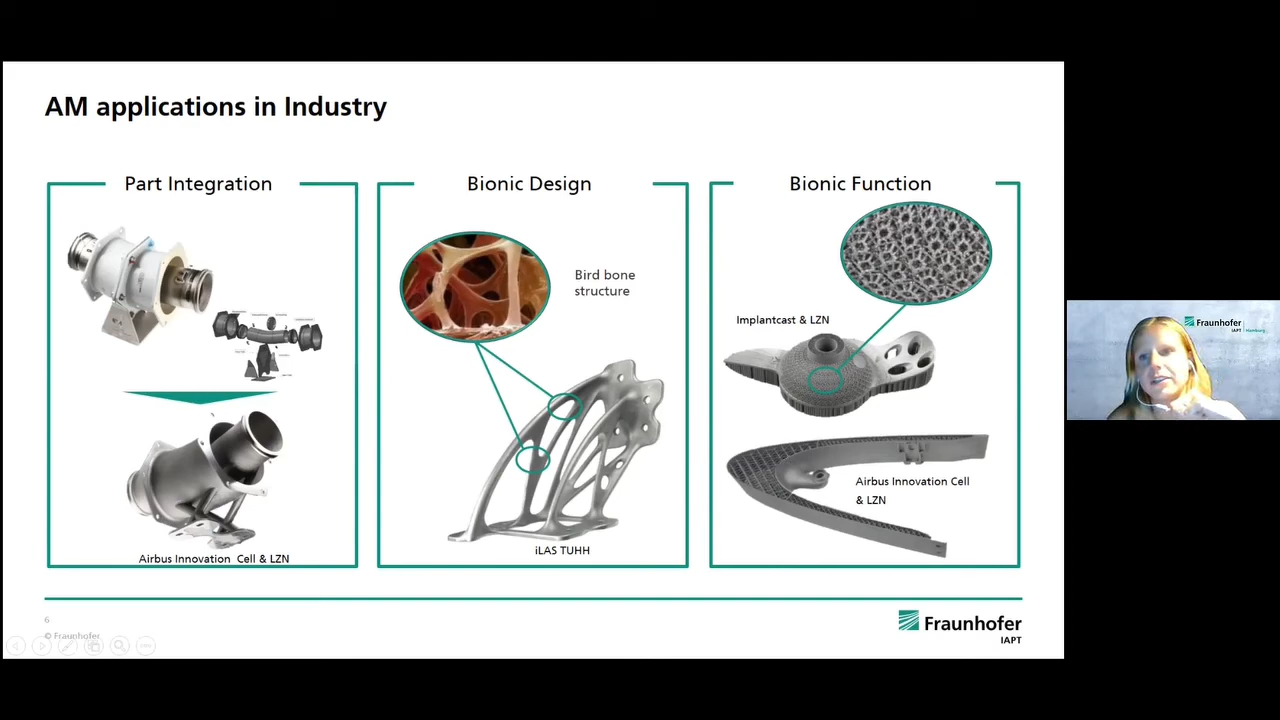 AM applications in Industry
Part Integration
Airbus Innovation Cell & LZN
Bionic Design
Bird bone
structure
iLAS TUHH
Bionic Function
Implantcast & LZN
Airbus Innovation Cell
& LZN
6
© Fraunhofer
Fraunhofer
IAPT
Fraunhofer
IAPT | Hamburg